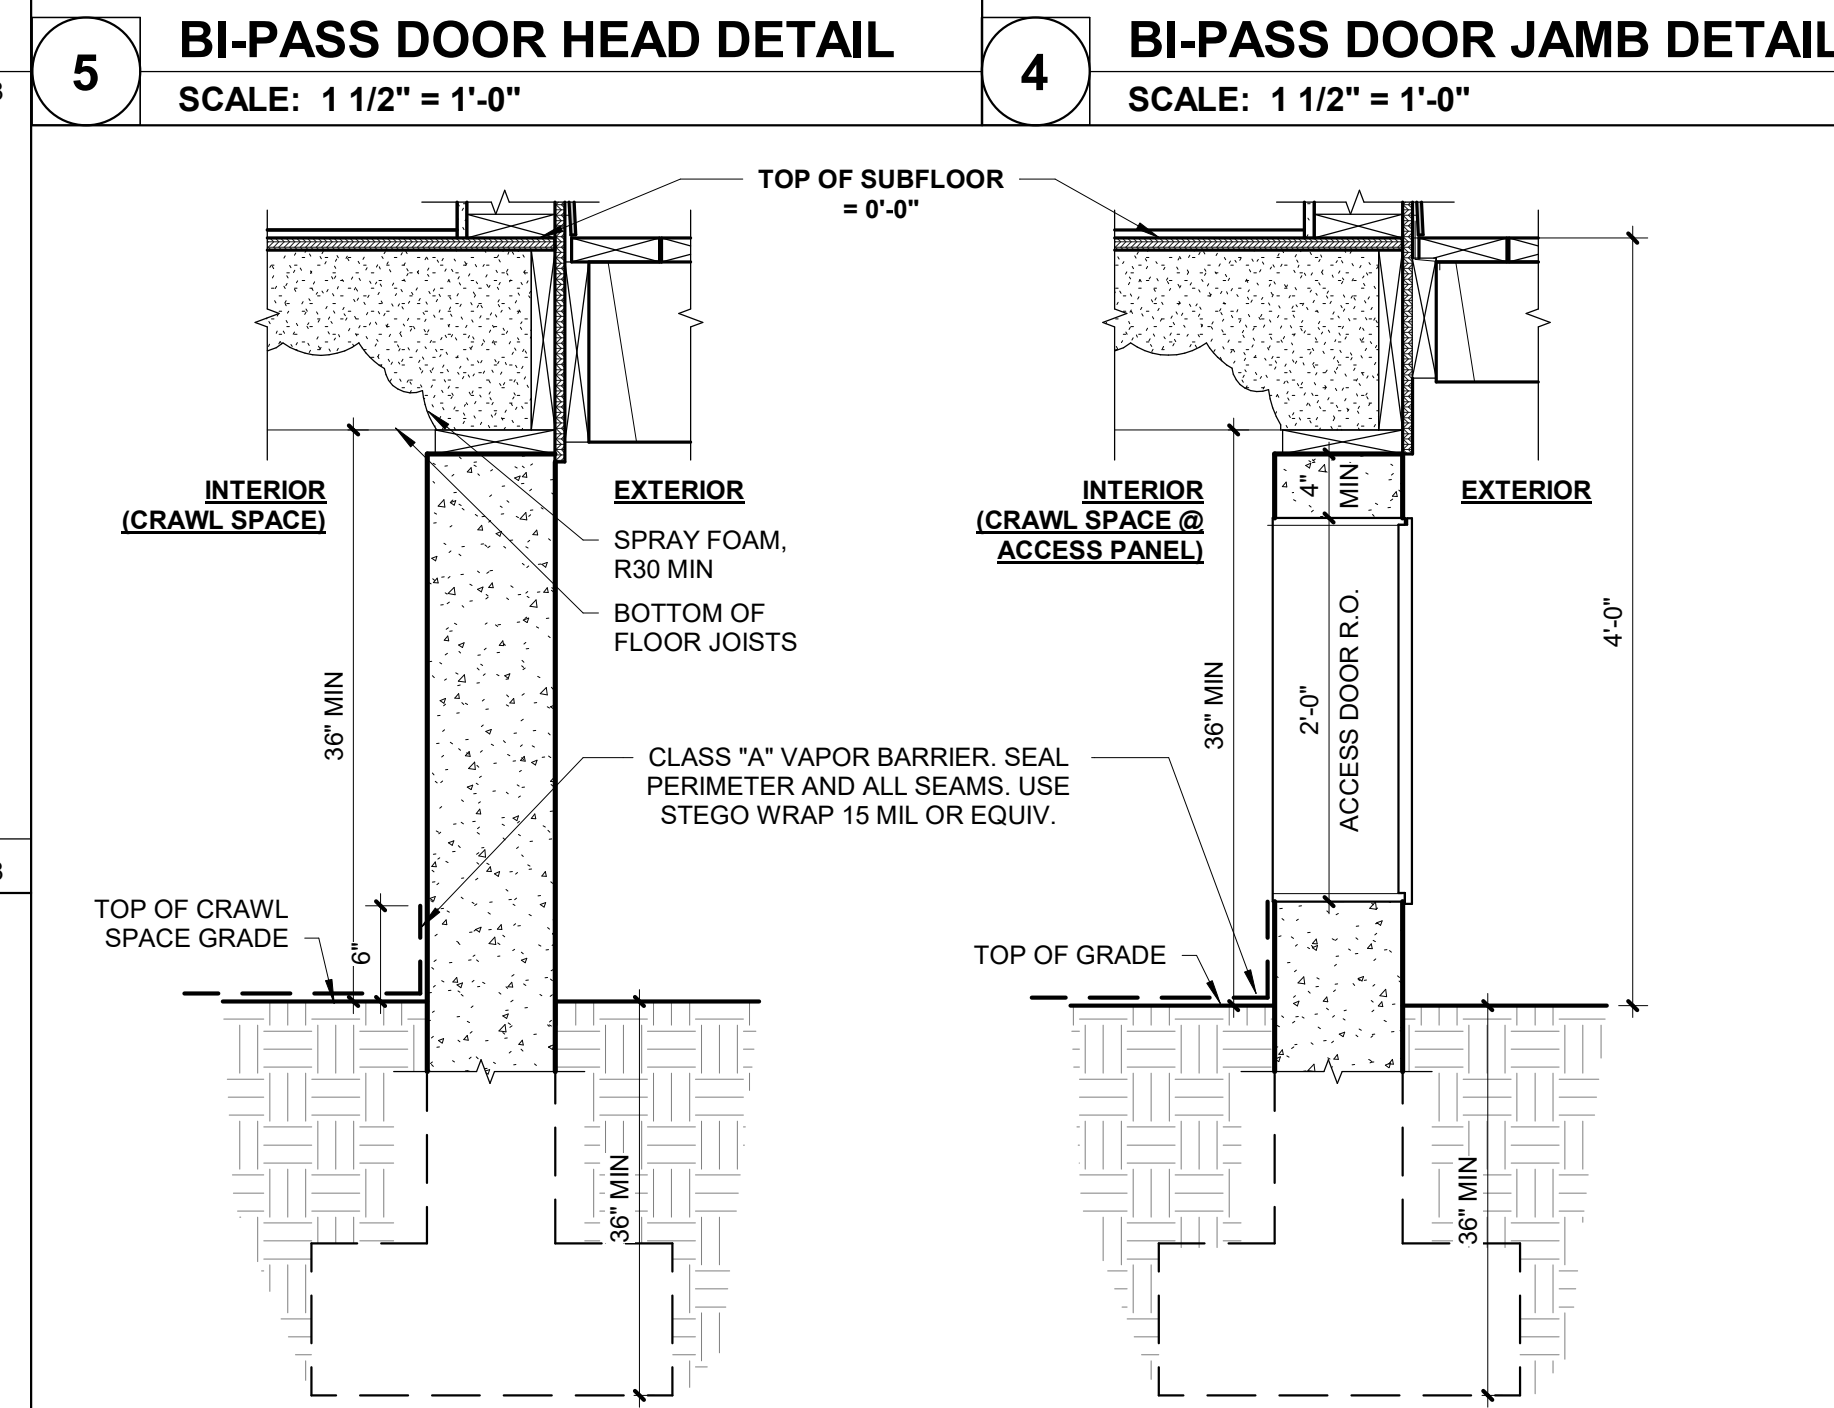 5
BI-PASS DOOR HEAD DETAIL
SCALE: 1 1/2" = 1'-0"
4
BI-PASS DOOR JAMB DETAIL
SCALE: 1 1/2" = 1'-0"
TOP OF SUBFLOOR
= 0'-0"
INTERIOR
(CRAWL SPACE)
EXTERIOR
SPRAY FOAM,
R30 MIN
BOTTOM OF
FLOOR JOISTS
36" MIN
CLASS "A" VAPOR BARRIER. SEAL
PERIMETER AND ALL SEAMS. USE
STEGO WRAP 15 MIL OR EQUIV.
TOP OF CRAWL
SPACE GRADE
6"
36" MIN
INTERIOR
(CRAWL SPACE @
ACCESS PANEL)
4"
MIN
EXTERIOR
36" MIN
2'-0"
ACCESS DOOR R.O.
4'-0"
TOP OF GRADE
36" MIN